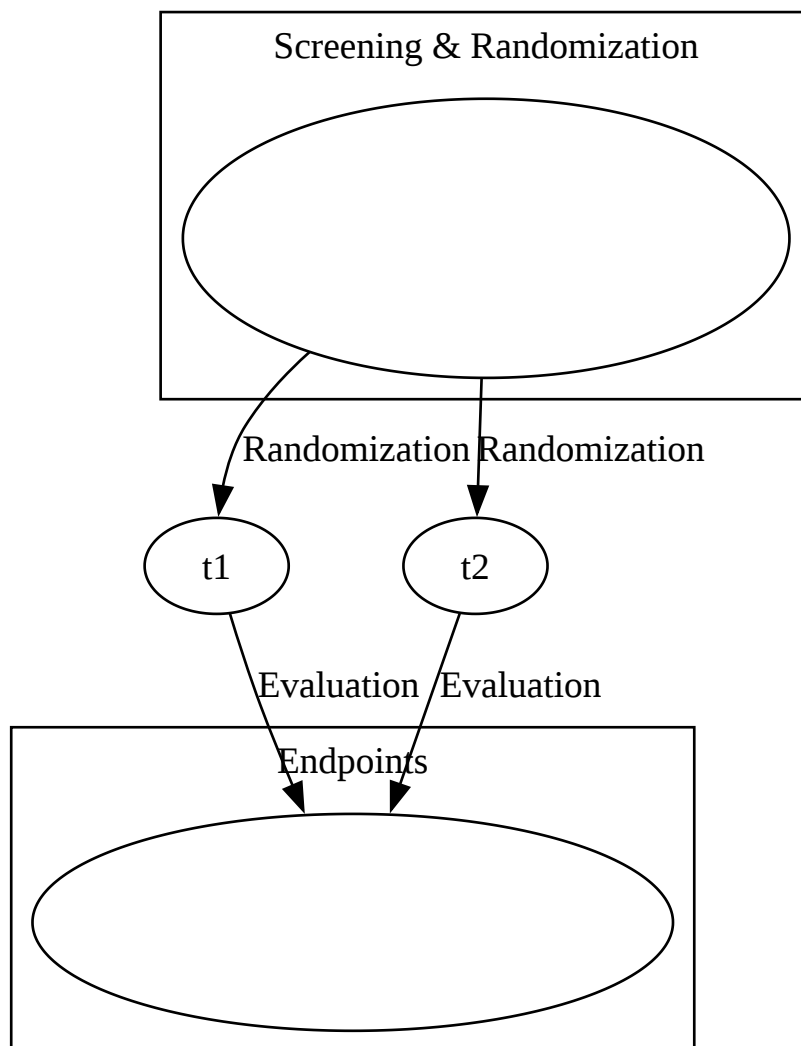 Screening & Randomization
Randomization
Randomization
t1
t2
Evaluation
Evaluation
Endpoints